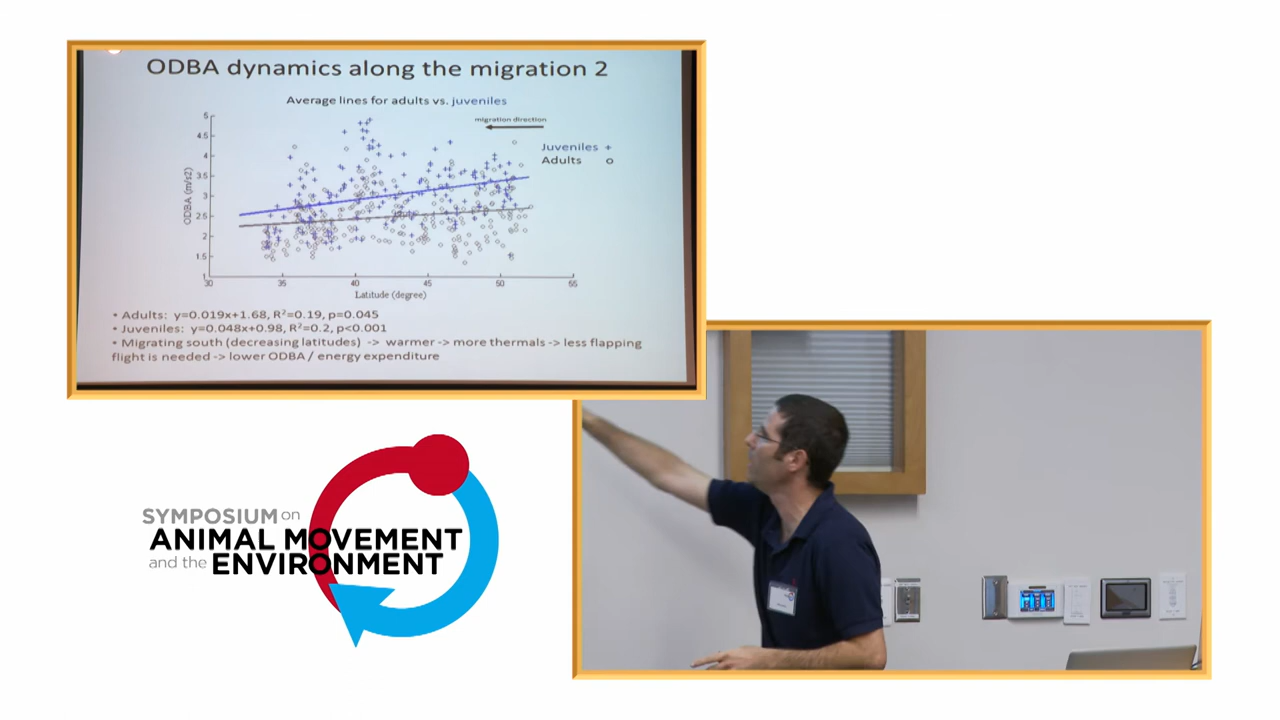 ODBA dynamics along the migration 2
Average lines for adults vs. juveniles
migration direction
Juveniles +
Adults o
5
4.5
4
3.5
3
2.5
2
1.5
ODBA (m/s2)
30 35 40 45 50 55
Latitude (degree)
• Adults: y=0.019x+1.68, R²=0.19, p=0.045
• Juveniles: y=0.048x+0.98, R²=0.2, p<0.001
• Migrating south (decreasing latitudes) -> warmer -> more thermals -> less flapping
flight is needed -> lower ODBA / energy expenditure
SYMPOSIUM on
ANIMAL MOVEMENT
and the ENVIRONMENT